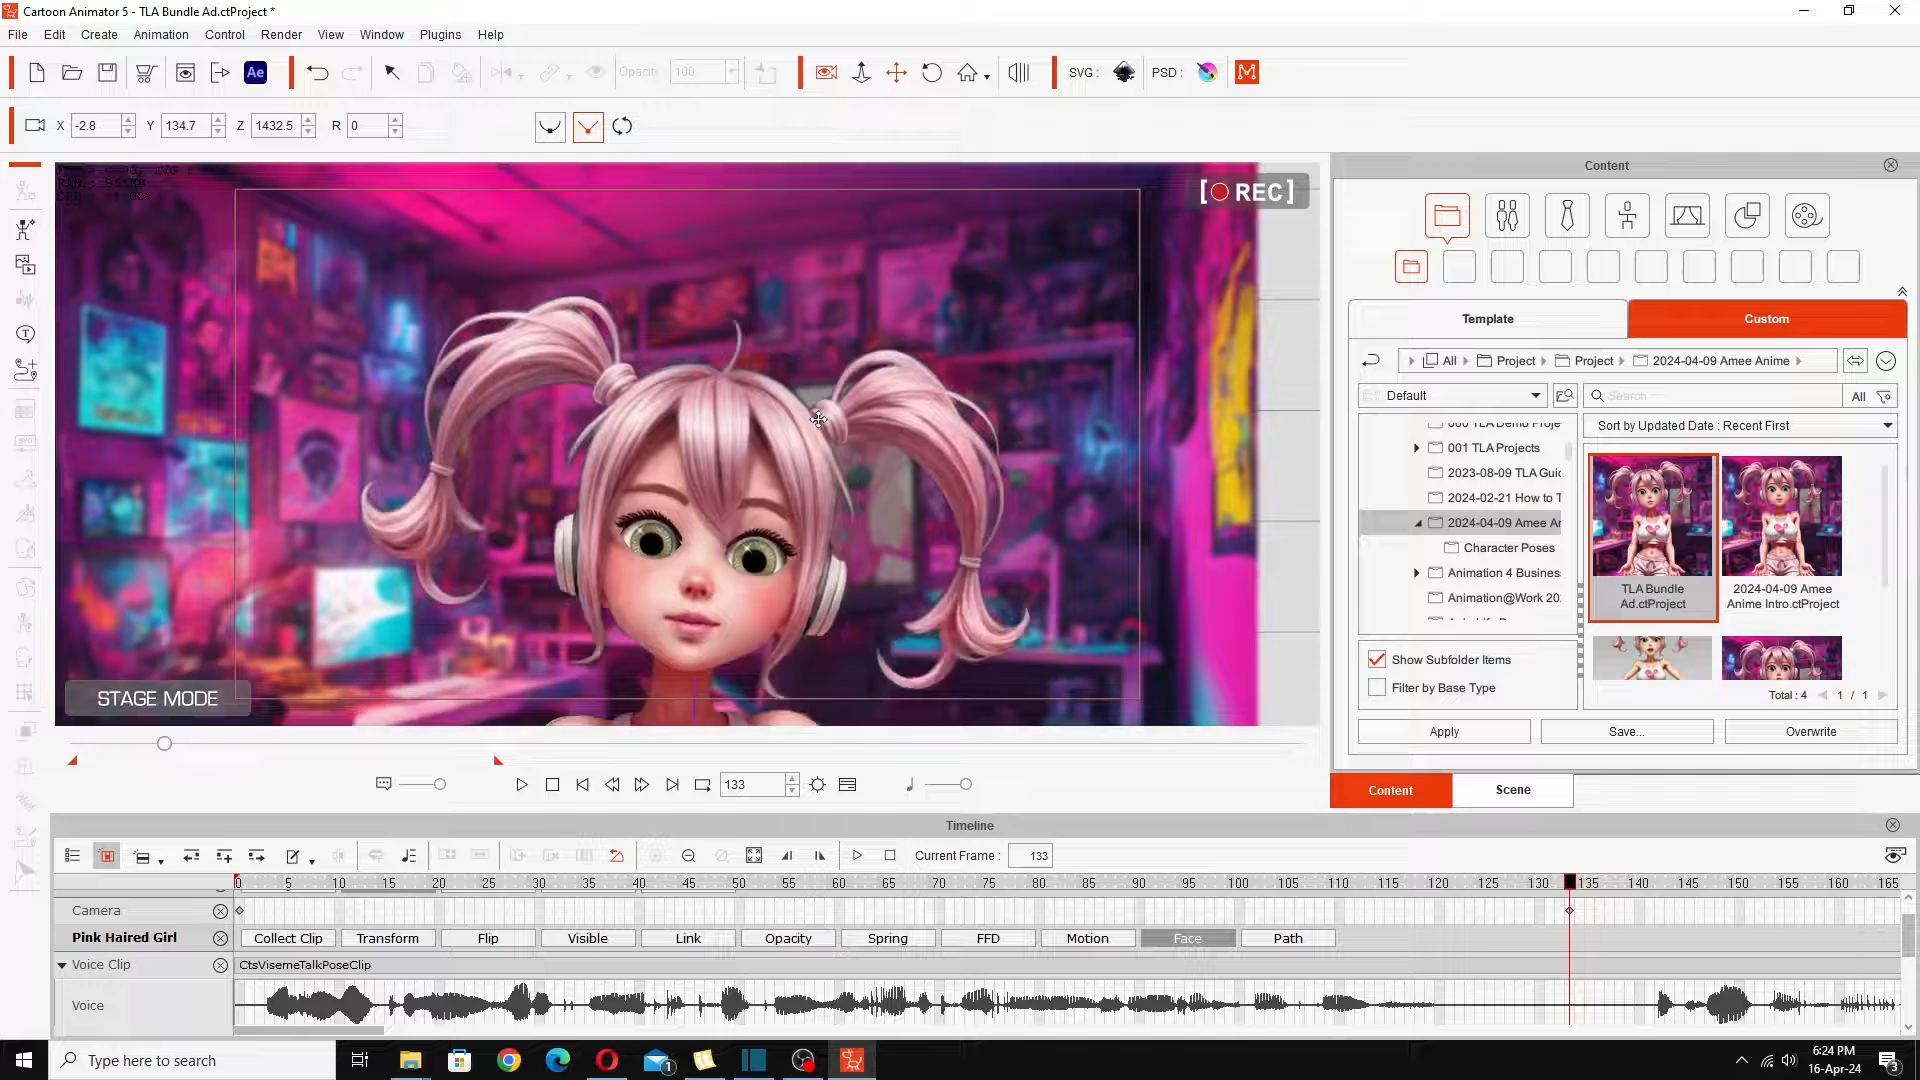 Cartoon Animator 5 - TLA Bundle Ad.ctProject *
File Edit Create Animation Control Render View Window Plugins Help
Ae Opacity 100 SVG : PSD :
X -2.8 Y 134.7 Z 1432.5 R 0
[ REC ]
STAGE MODE
133
Content
Template Custom
All Project Project 2024-04-09 Amee Anime
Default Search All
Sort by Updated Date : Recent First
000 TLA Demo Proje
001 TLA Projects
2023-08-09 TLA Guid
2024-02-21 How to T
2024-04-09 Amee Ar
Character Poses
Animation 4 Business
Animation@Work 20
TLA Bundle
Ad.ctProject
2024-04-09 Amee
Anime Intro.ctProject
Show Subfolder Items
Filter by Base Type
Total : 4 1 / 1
Apply Save... Overwrite
Content Scene
Timeline
Current Frame : 133
0 5 10 15 20 25 30 35 40 45 50 55 60 65 70 75 80 85 90 95 100 105 110 115 120 125 130 135 140 145 150 155 160 165
Camera
Pink Haired Girl Collect Clip Transform Flip Visible Link Opacity Spring FFD Motion Face Path
Voice Clip CtsVisemeTalkPoseClip
Voice
Type here to search
1
6:24 PM
16-Apr-24
3